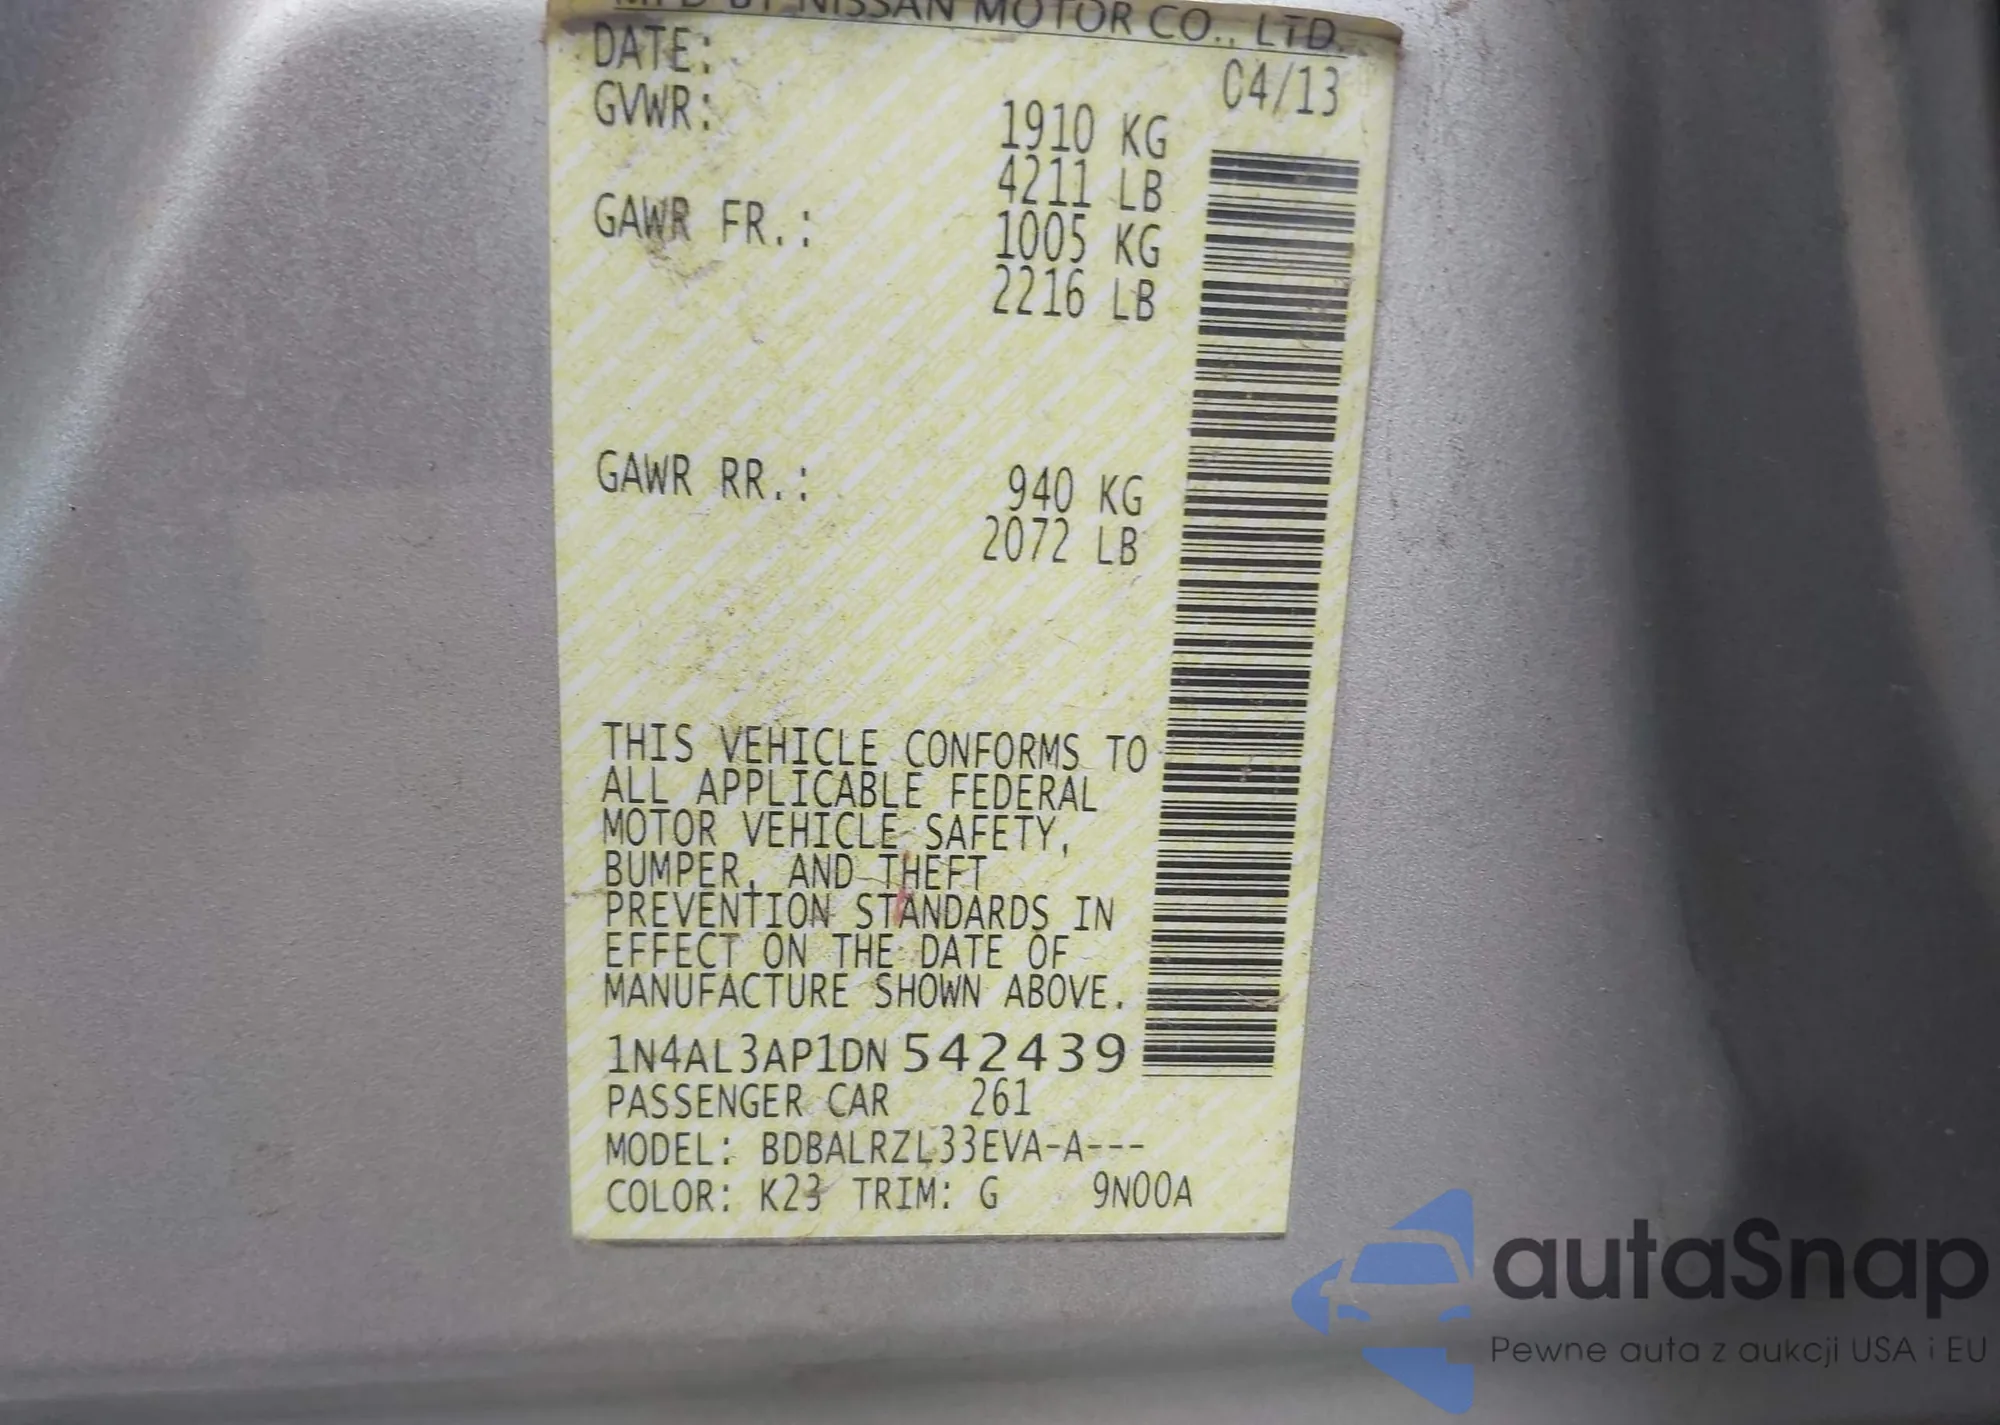 MFD BY NISSAN MOTOR CO., LTD.
DATE: 04/13
GVWR: 1910 KG
4211 LB
GAWR FR.: 1005 KG
2216 LB
GAWR RR.: 940 KG
2072 LB
THIS VEHICLE CONFORMS TO
ALL APPLICABLE FEDERAL
MOTOR VEHICLE SAFETY,
BUMPER, AND THEFT
PREVENTION STANDARDS IN
EFFECT ON THE DATE OF
MANUFACTURE SHOWN ABOVE.
1N4AL3AP1DN542439
PASSENGER CAR 261
MODEL: BDBALRZL33EVA-A---
COLOR: K23 TRIM: G 9N00A
autaSnap
Pewne auta z aukcji USA i EU